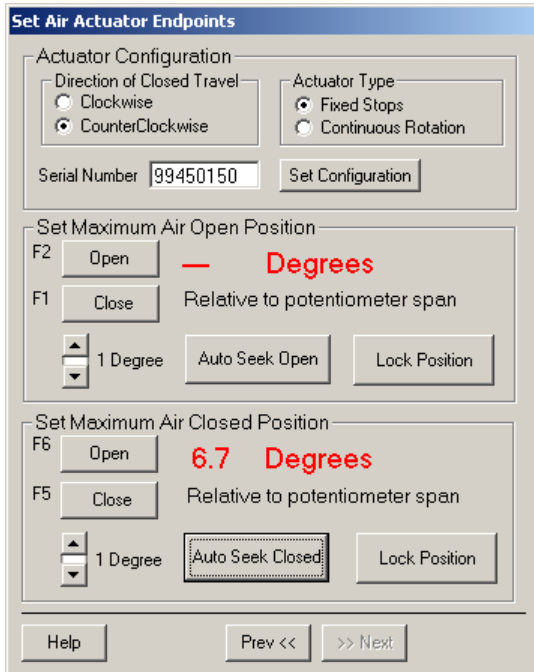 Set Air Actuator Endpoints
Actuator Configuration
Direction of Closed Travel
Clockwise
CounterClockwise
Actuator Type
Fixed Stops
Continuous Rotation
Serial Number 99450150 Set Configuration
Set Maximum Air Open Position
F2 Open — Degrees
F1 Close Relative to potentiometer span
1 Degree Auto Seek Open Lock Position
Set Maximum Air Closed Position
F6 Open 6.7 Degrees
F5 Close Relative to potentiometer span
1 Degree Auto Seek Closed Lock Position
Help Prev << >> Next